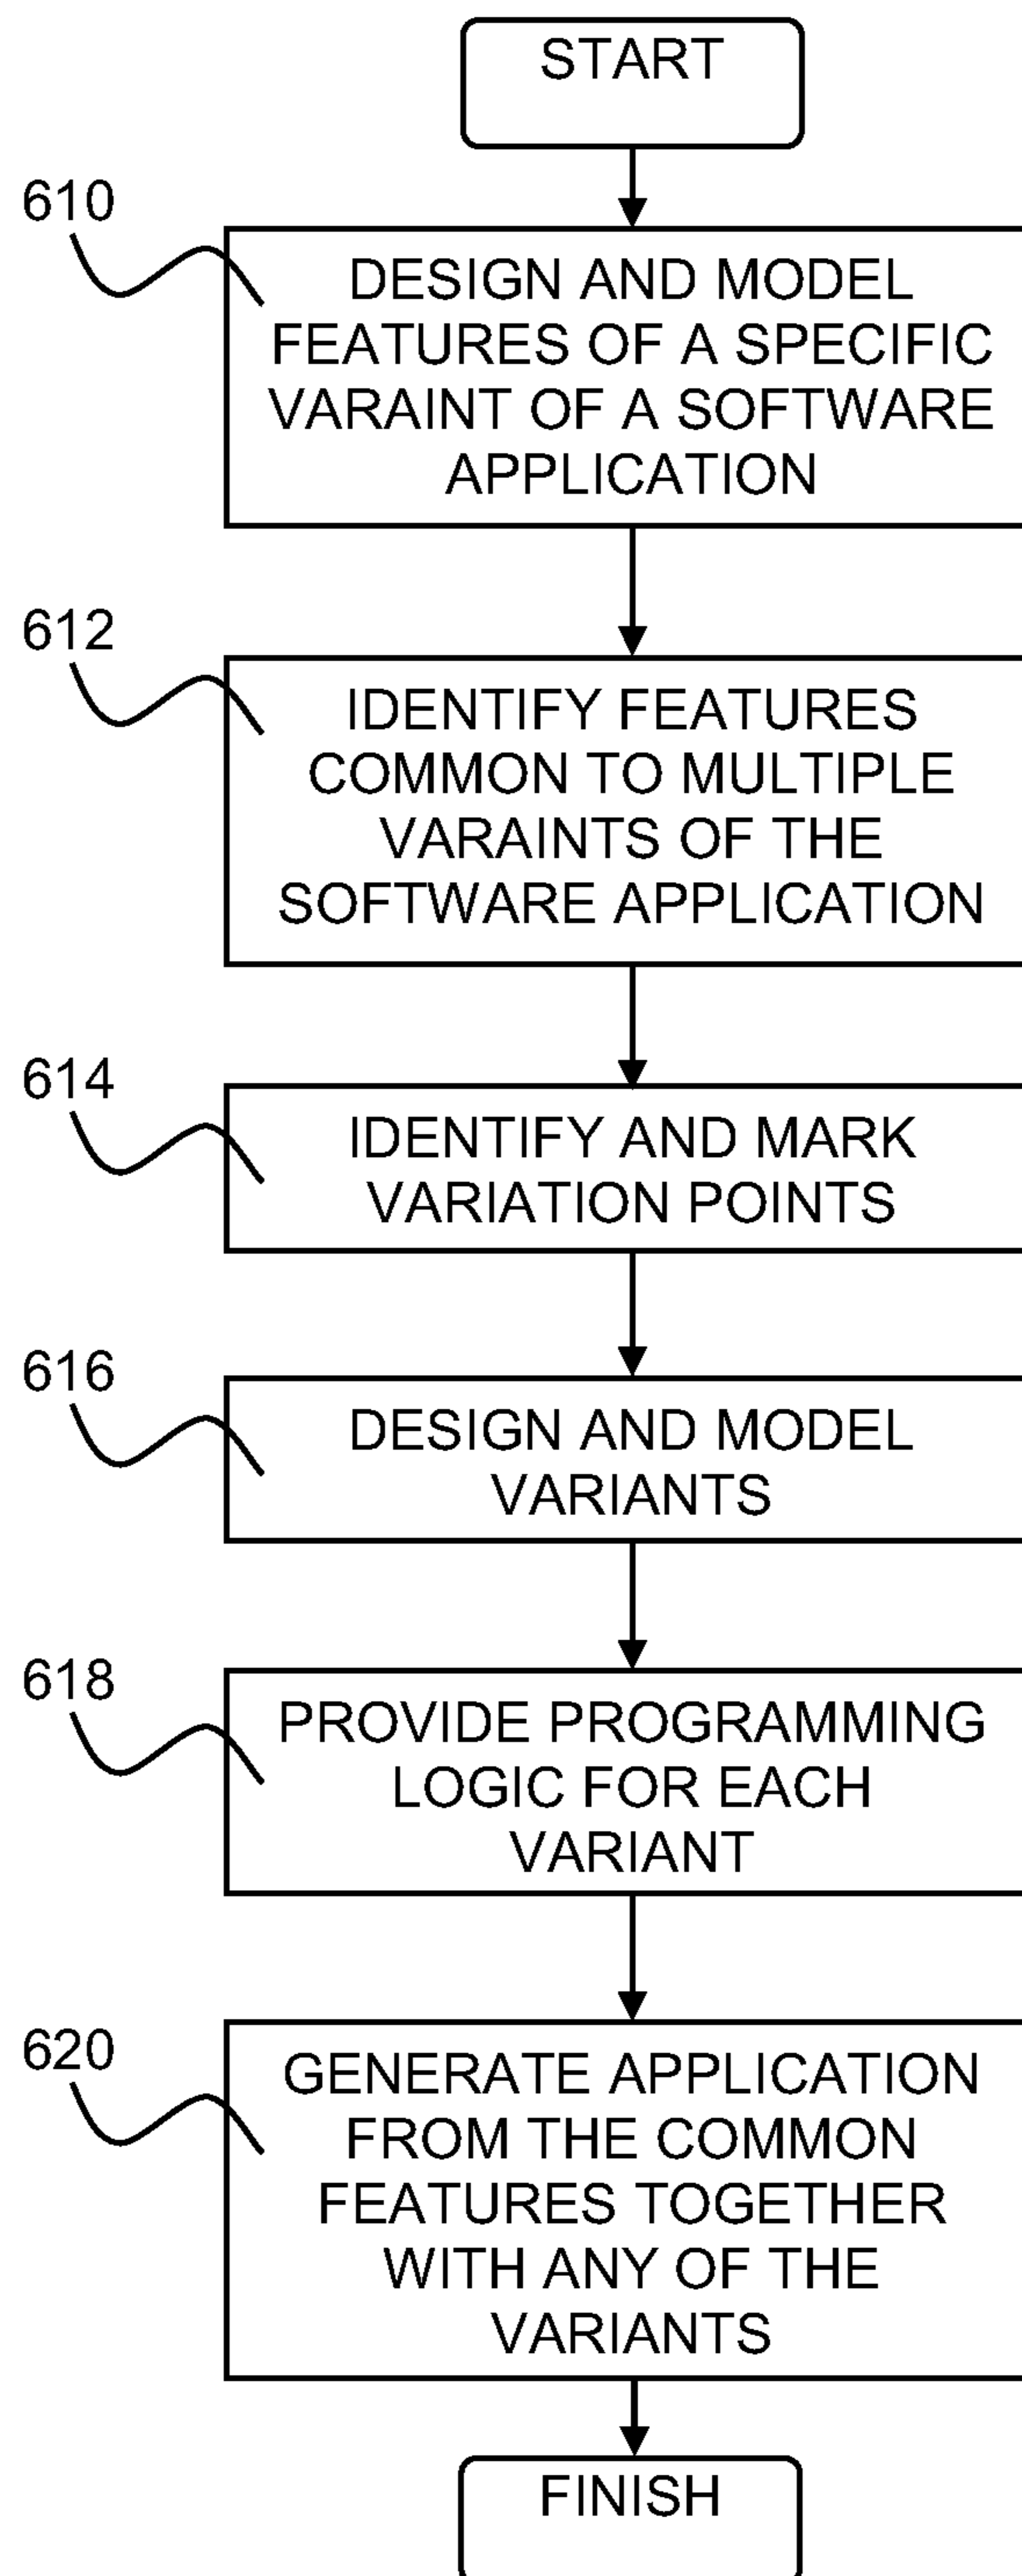 START
610
DESIGN AND MODEL
FEATURES OF A SPECIFIC
VARAINT OF A SOFTWARE
APPLICATION
612
IDENTIFY FEATURES
COMMON TO MULTIPLE
VARAINTS OF THE
SOFTWARE APPLICATION
614
IDENTIFY AND MARK
VARIATION POINTS
616
DESIGN AND MODEL
VARIANTS
618
PROVIDE PROGRAMMING
LOGIC FOR EACH
VARIANT
620
GENERATE APPLICATION
FROM THE COMMON
FEATURES TOGETHER
WITH ANY OF THE
VARIANTS
FINISH